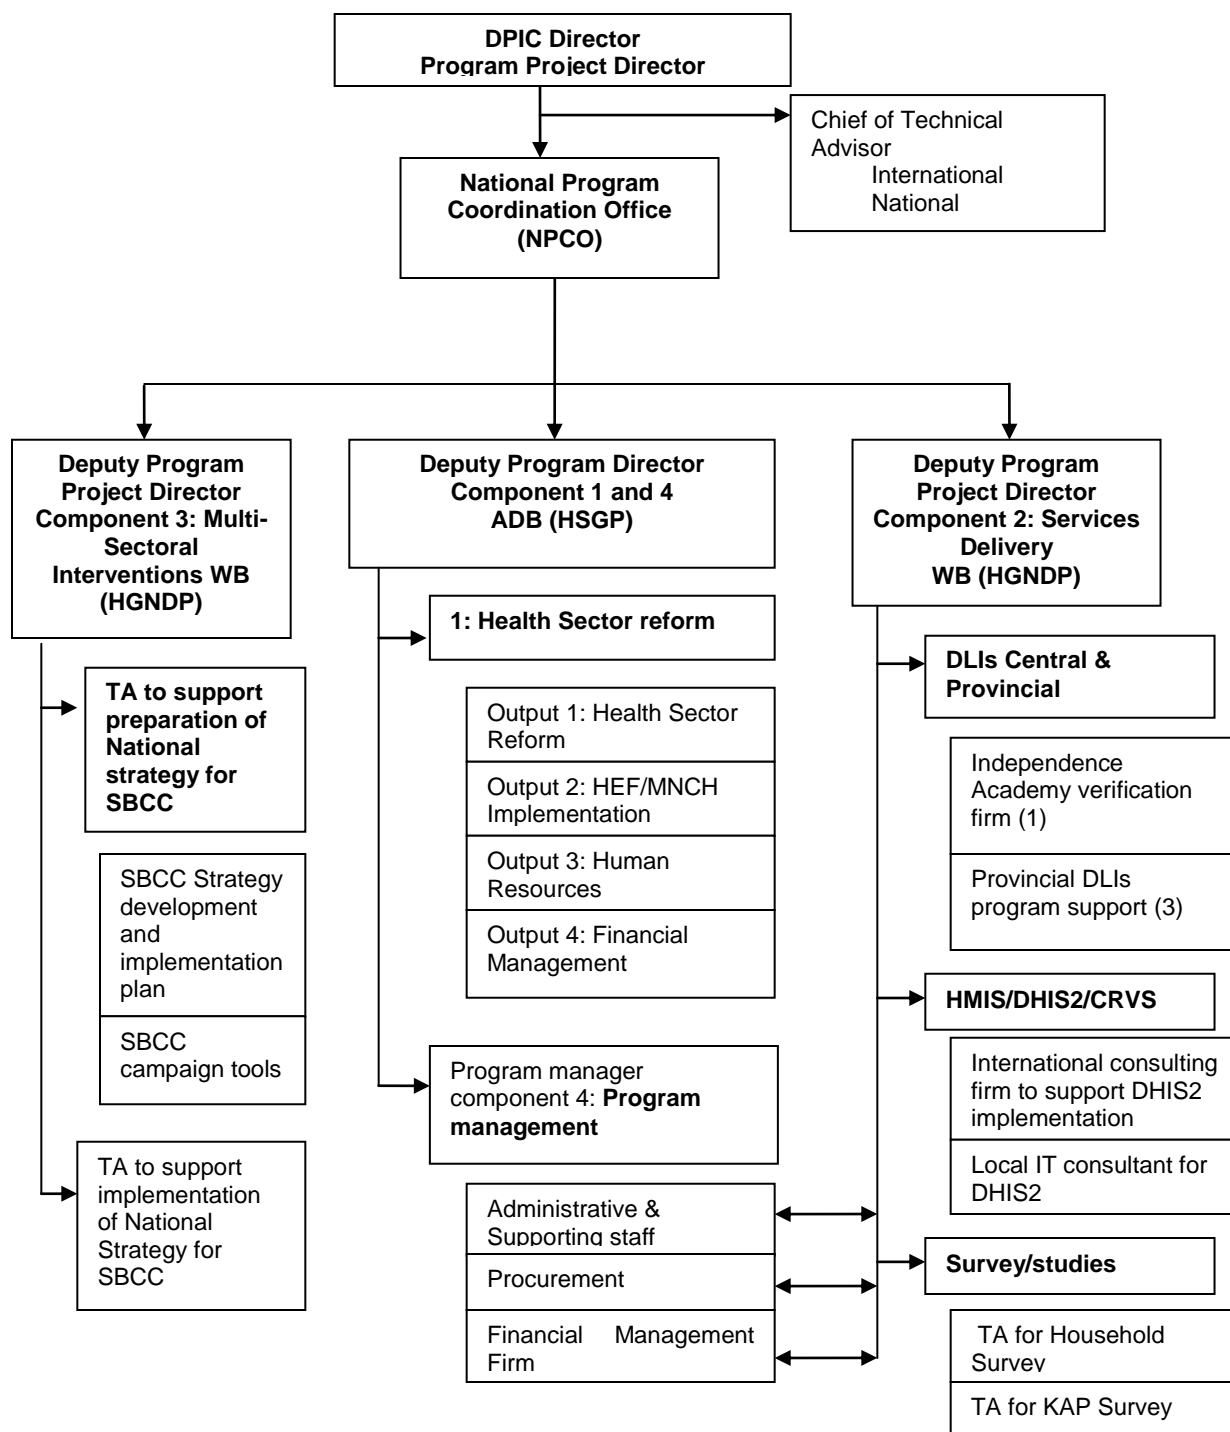 DPIC Director
Program Project Director
Chief of Technical
Advisor
International
National
National Program
Coordination Office
(NPCO)
Deputy Program
Project Director
Component 3: Multi-
Sectoral
Interventions WB
(HGNDP)
TA to support
preparation of
National
strategy for
SBCC
SBCC Strategy
development
and
implementation
plan
SBCC
campaign tools
TA to support
implementation
of National
Strategy for
SBCC
Deputy Program Director
Component 1 and 4
ADB (HSGP)
1: Health Sector reform
Output 1: Health Sector
Reform
Output 2: HEF/MNCH
Implementation
Output 3: Human
Resources
Output 4: Financial
Management
Program manager
component 4: Program
management
Administrative &
Supporting staff
Procurement
Financial Management
Firm
Deputy Program
Project Director
Component 2: Services
Delivery
WB (HGNDP)
DLIs Central &
Provincial
Independence
Academy verification
firm (1)
Provincial DLIs
program support (3)
HMIS/DHIS2/CRVS
International consulting
firm to support DHIS2
implementation
Local IT consultant for
DHIS2
Survey/studies
TA for Household
Survey
TA for KAP Survey